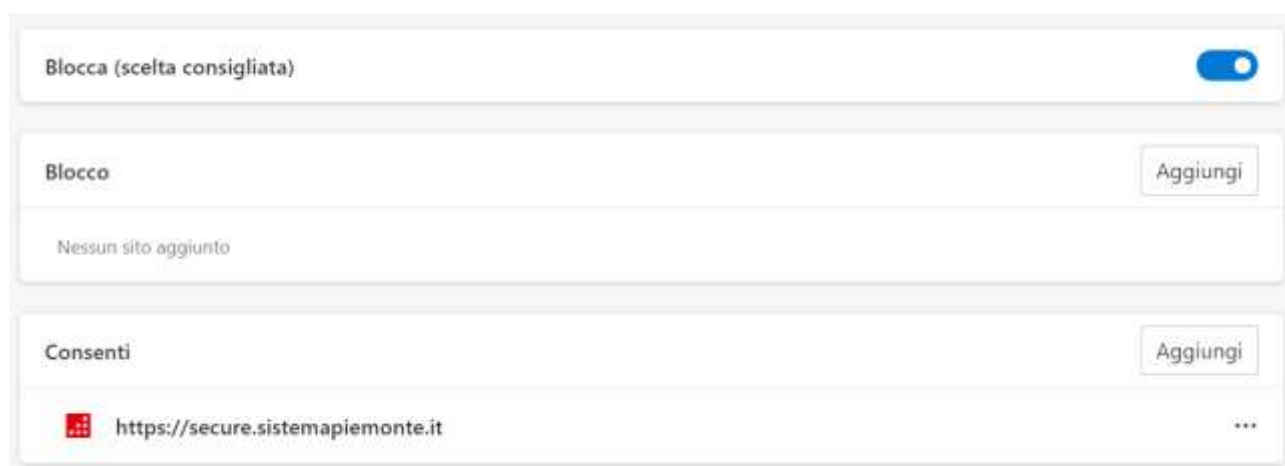 Blocca (scelta consigliata)
Blocco
Aggiungi
Nessun sito aggiunto
Consenti
Aggiungi
https://secure.sistemapiemonte.it